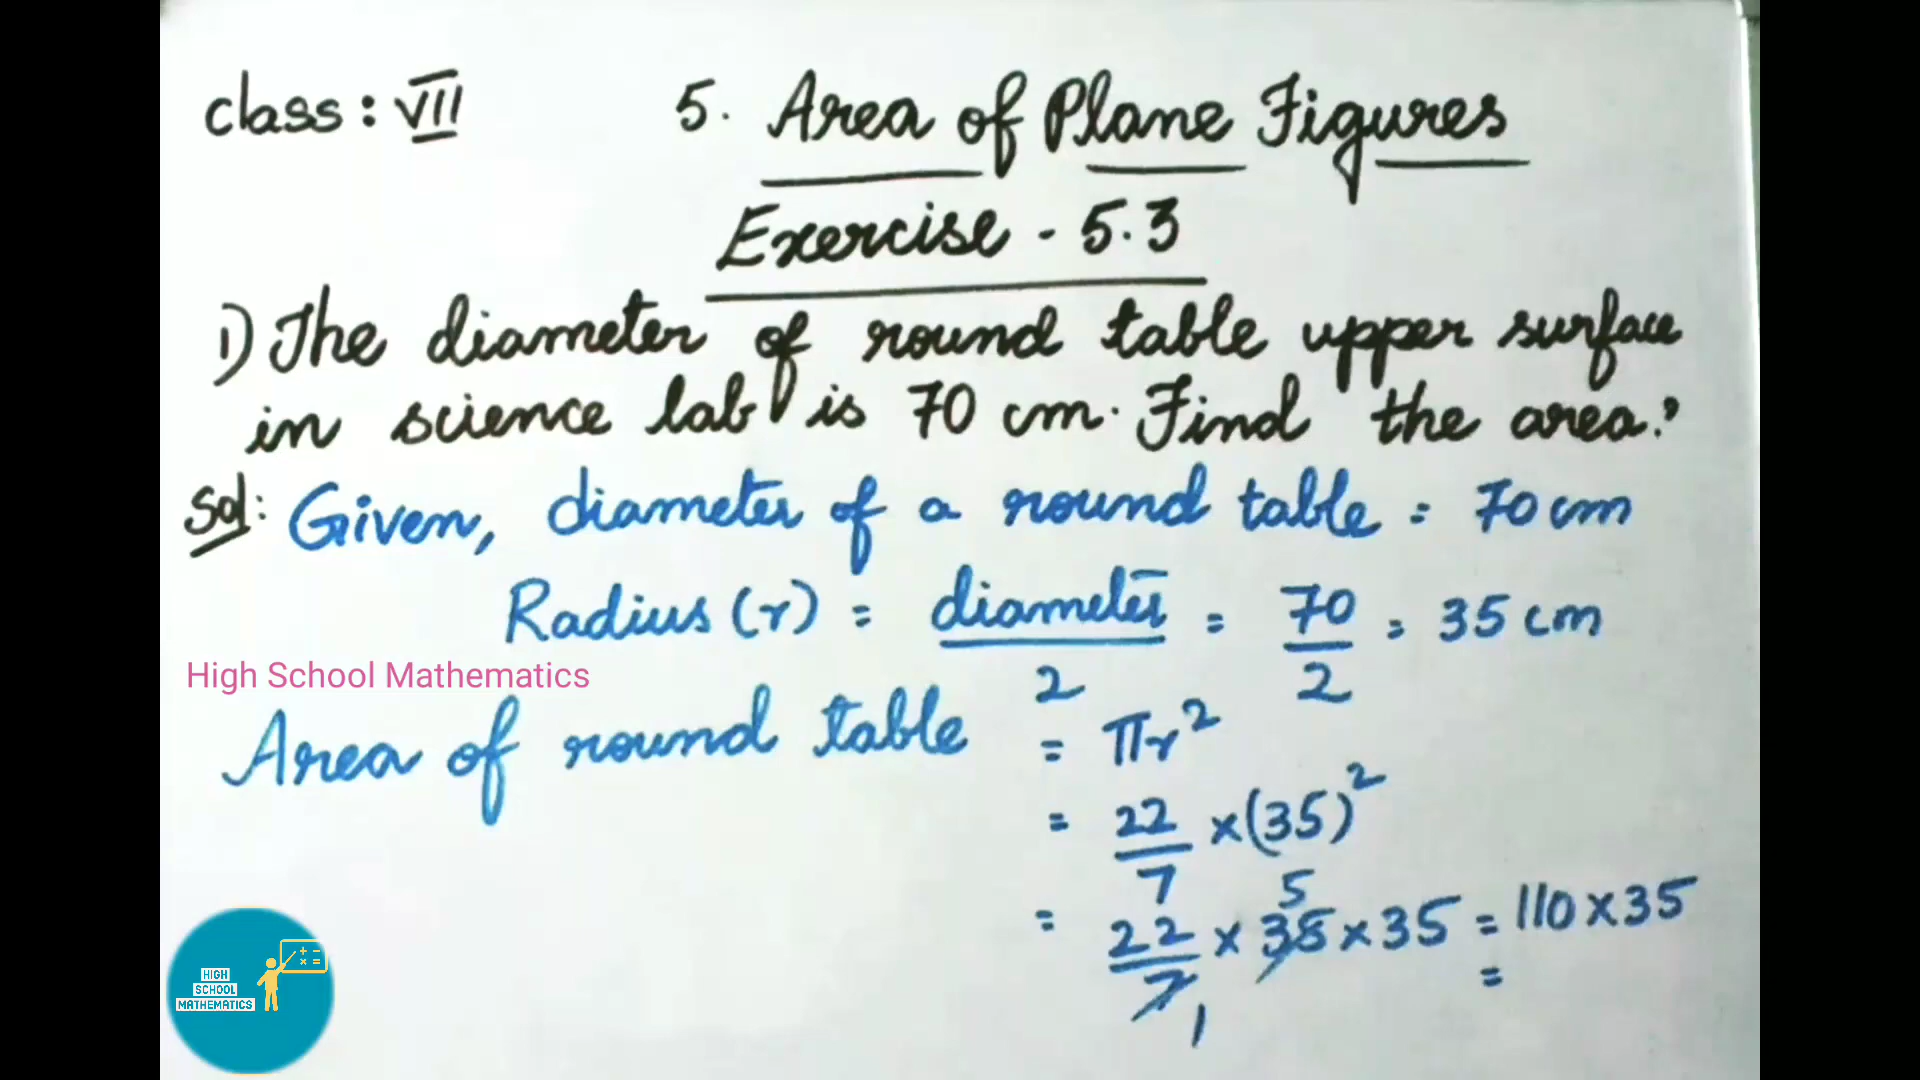 class: VIII 5. Area of Plane Figures
Exercise - 5.3
1) The diameter of round table upper surface
in science lab is 70 cm. Find the area?
Sol: Given, diameter of a round table = 70 cm
Radius (r) = diameter/2 = 70/2 = 35 cm
High School Mathematics
Area of round table = πr²
= 22/7 × (35)²
5
= 22/7 × 35 × 35 = 110 × 35
1
=
HIGH
SCHOOL
MATHEMATICS
+ −
× =